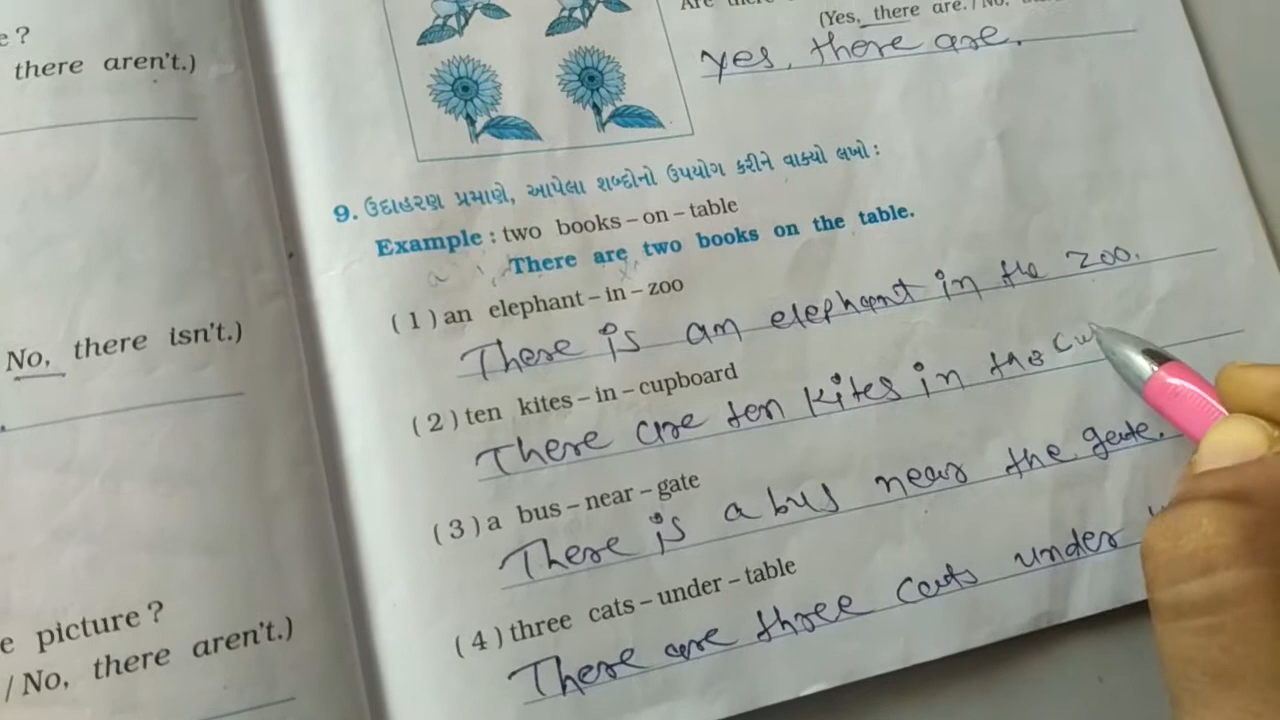 e ?
there aren't.)
No, there isn't.)
e picture ?
/ No, there aren't.)
(Yes, there are. / No,
Yes, there are.
9. ઉદાહરણ પ્રમાણે, આપેલા શબ્દોનો ઉપયોગ કરીને વાક્યો લખો :
Example : two books – on – table
There are two books on the table.
( 1 ) an elephant – in – zoo
There is an elephant in the zoo.
( 2 ) ten kites – in – cupboard
There are ten kites in the
( 3 ) a bus – near – gate
There is a bus near the gate.
( 4 ) three cats – under – table
There are three cats under